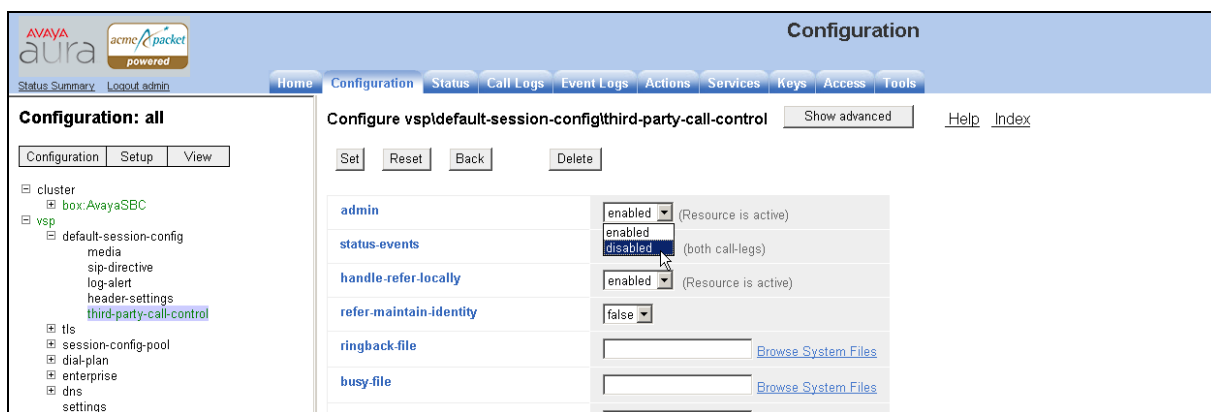 AVAYA
aura
acme packet
powered
Configuration
Status Summary Logout admin
Home Configuration Status Call Logs Event Logs Actions Services Keys Access Tools
Configuration: all
Configuration Setup View
cluster
box:AvayaSBC
vsp
default-session-config
media
sip-directive
log-alert
header-settings
third-party-call-control
tls
session-config-pool
dial-plan
enterprise
dns
settings
Configure vsp\default-session-config\third-party-call-control Show advanced Help Index
Set Reset Back Delete
admin enabled (Resource is active)
enabled
status-events disabled (both call-legs)
handle-refer-locally enabled (Resource is active)
refer-maintain-identity false
ringback-file Browse System Files
busy-file Browse System Files